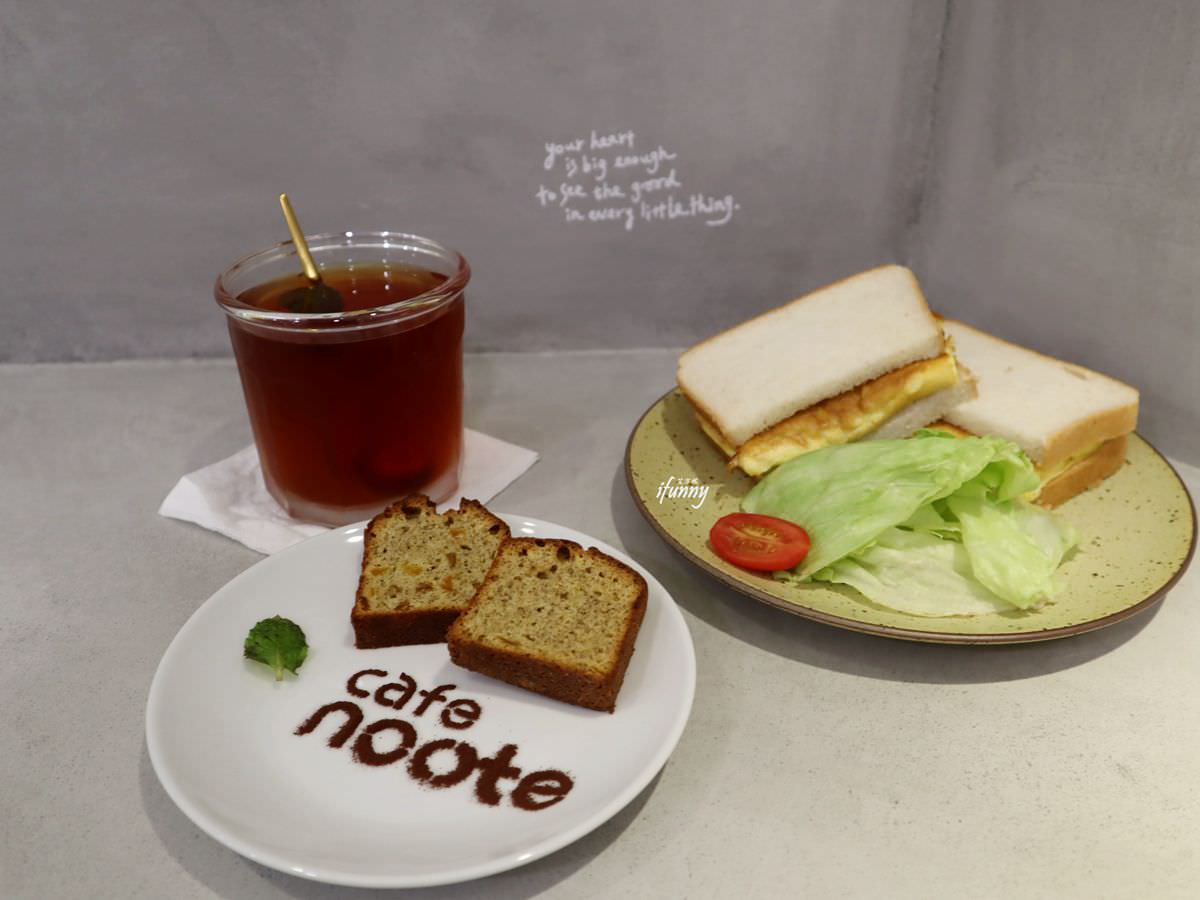 your heart
is big enough
to see the good
in every little thing.
ifunny
cafe
noote